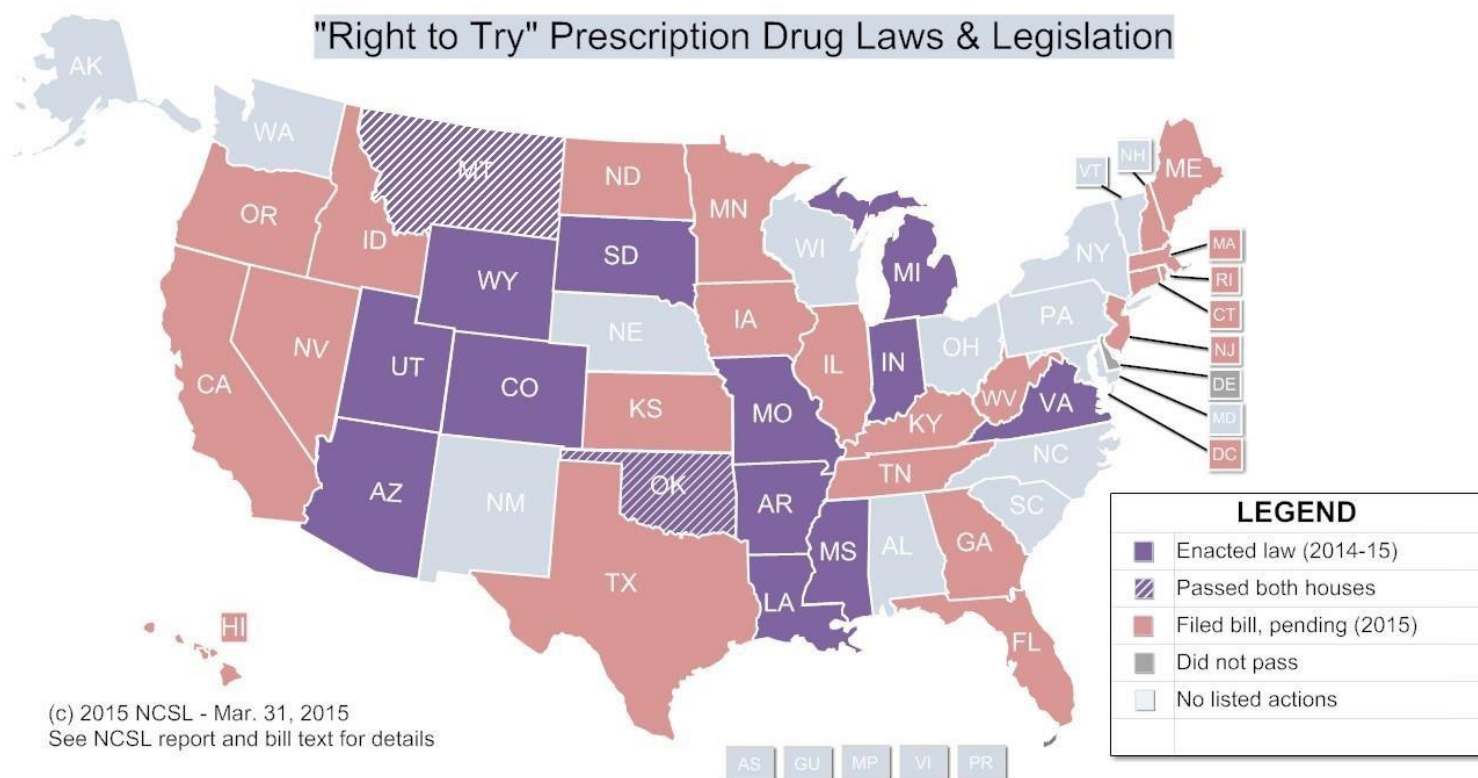 "Right to Try" Prescription Drug Laws & Legislation
AK
WA
MT
ND
MN
VT
NH
ME
OR
ID
SD
WI
MI
NY
MA
RI
CT
NJ
DE
MD
DC
WY
IA
NE
PA
NV
UT
CO
IL
IN
OH
CA
KS
MO
KY
WV
VA
AZ
NM
OK
AR
TN
NC
SC
TX
LA
MS
AL
GA
FL
HI
LEGEND
Enacted law (2014-15)
Passed both houses
Filed bill, pending (2015)
Did not pass
No listed actions
(c) 2015 NCSL - Mar. 31, 2015
See NCSL report and bill text for details
AS GU MP VI PR